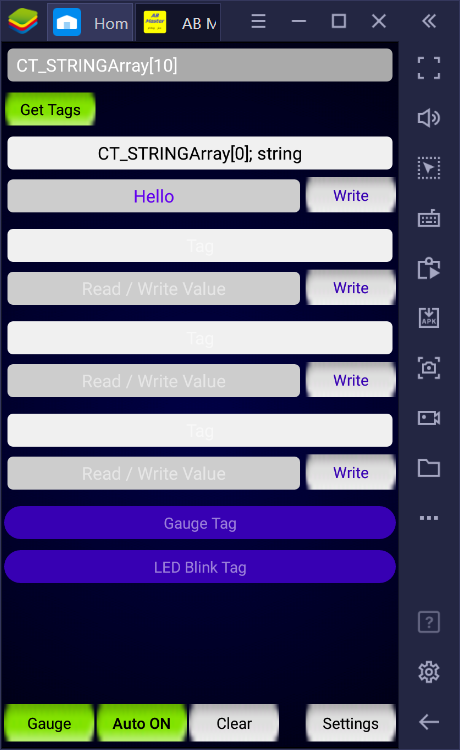 Hom
AB M
CT_STRINGArray[10]
Get Tags
CT_STRINGArray[0]; string
Hello
Write
Tag
Read / Write Value
Write
Tag
Read / Write Value
Write
Tag
Read / Write Value
Write
Gauge Tag
LED Blink Tag
Gauge
Auto ON
Clear
Settings
APK
?